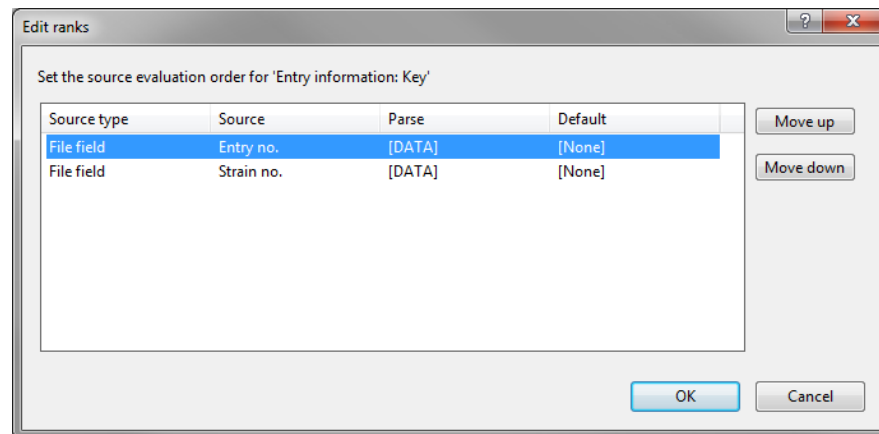 Edit ranks
Set the source evaluation order for 'Entry information: Key'
Source type Source Parse Default
File field Entry no. [DATA] [None]
File field Strain no. [DATA] [None]
Move up
Move down
OK Cancel